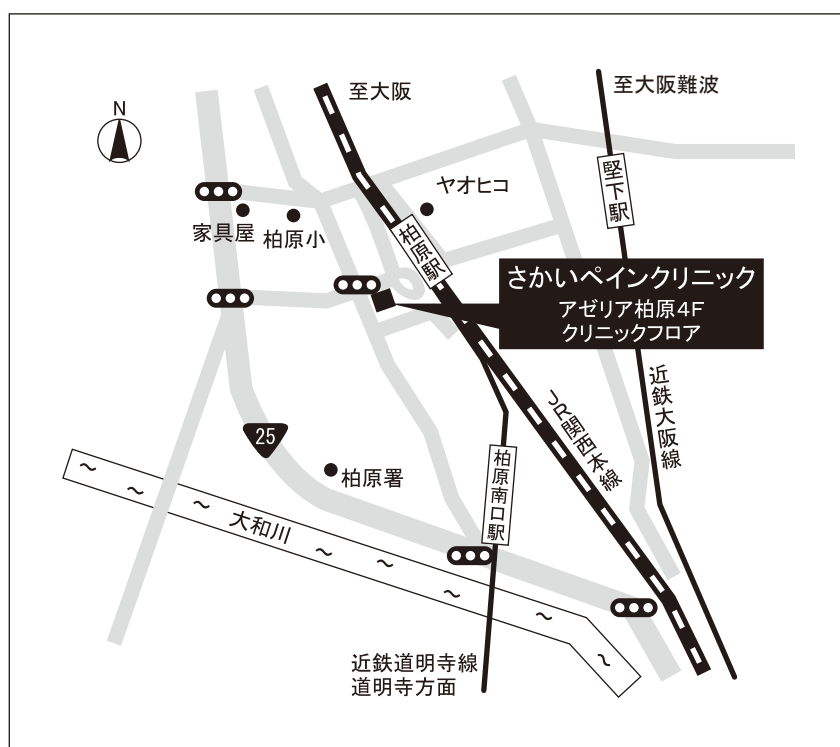 至大阪
至大阪難波
N
堅下駅
ヤオヒコ
家具屋
柏原小
柏原駅
さかいペインクリニック
アゼリア柏原4F
クリニックフロア
JR関西本線
近鉄大阪線
25
柏原署
柏原南口駅
大和川
近鉄道明寺線
道明寺方面